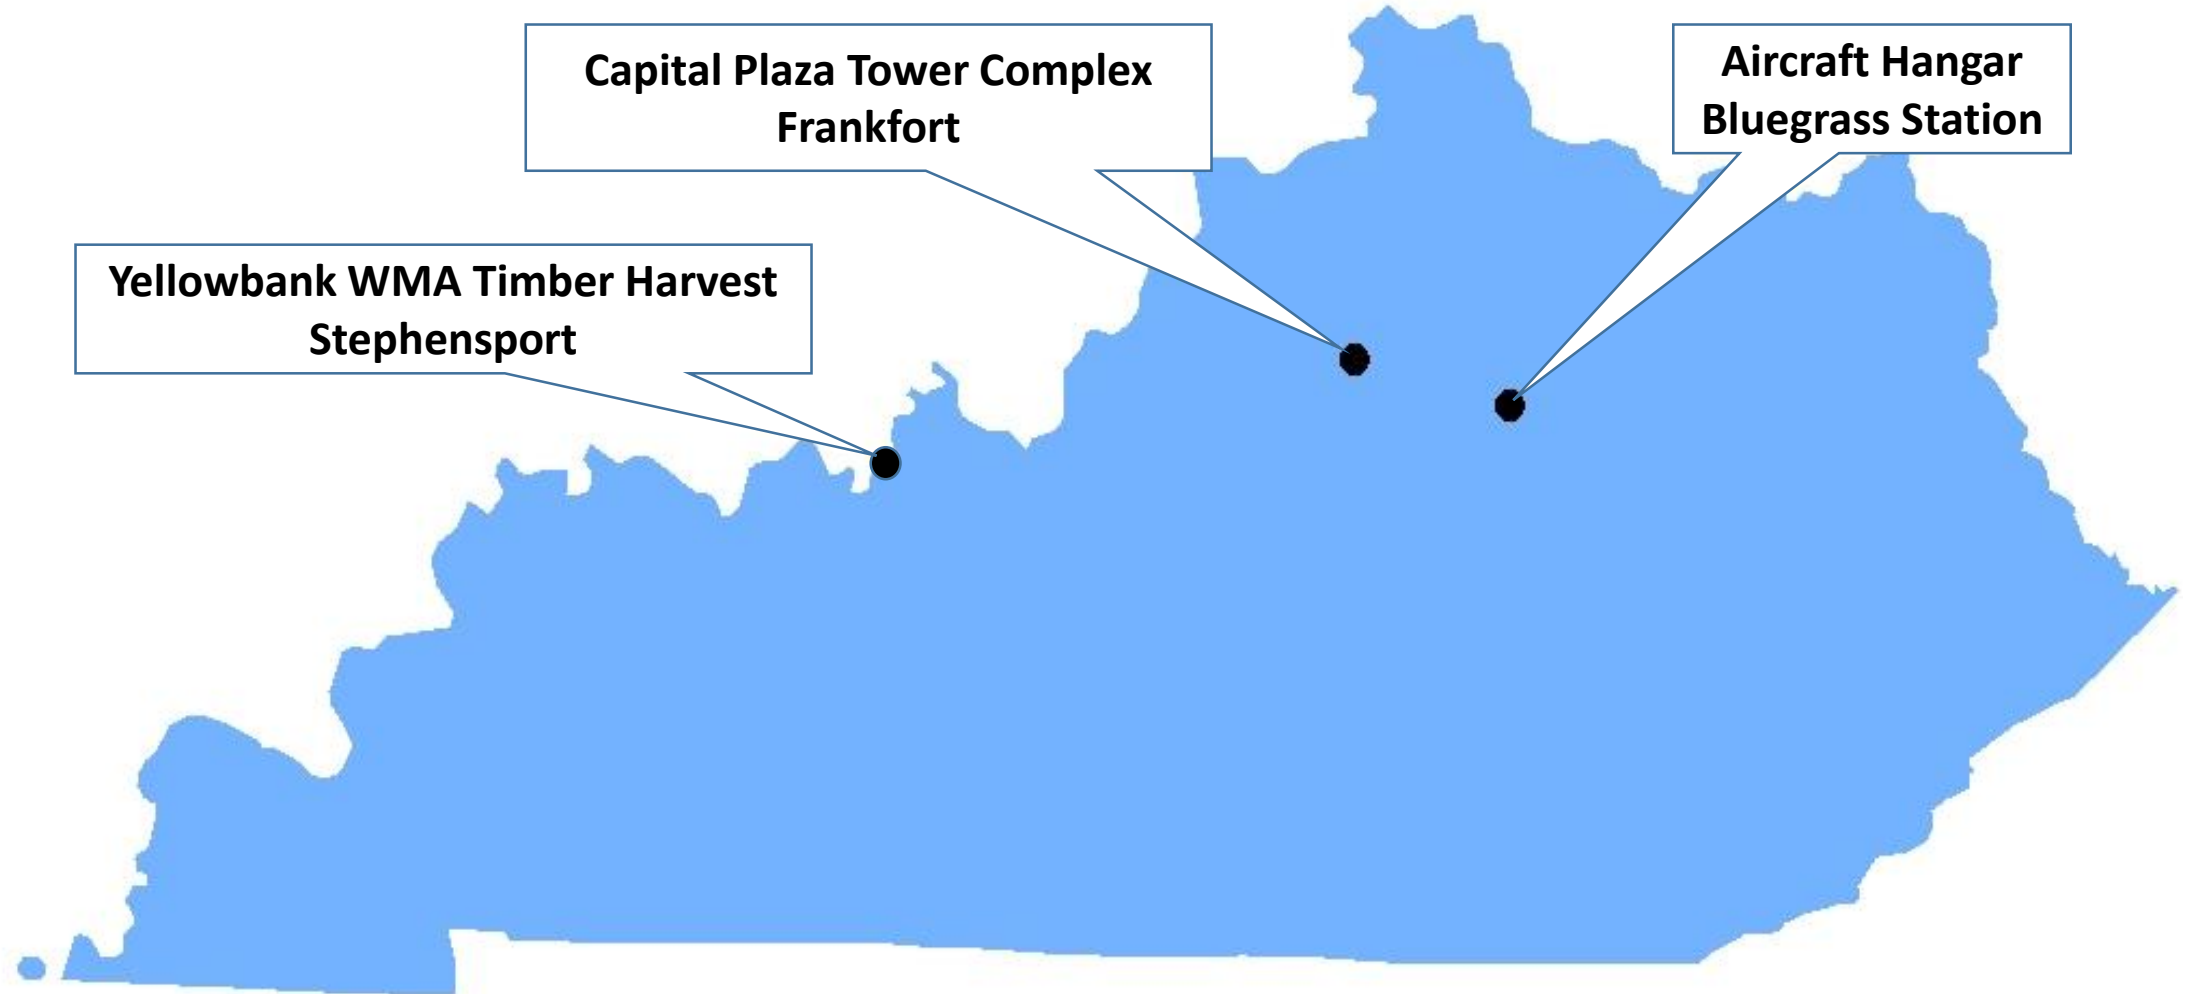 Capital Plaza Tower Complex
Frankfort
Aircraft Hangar
Bluegrass Station
Yellowbank WMA Timber Harvest
Stephensport